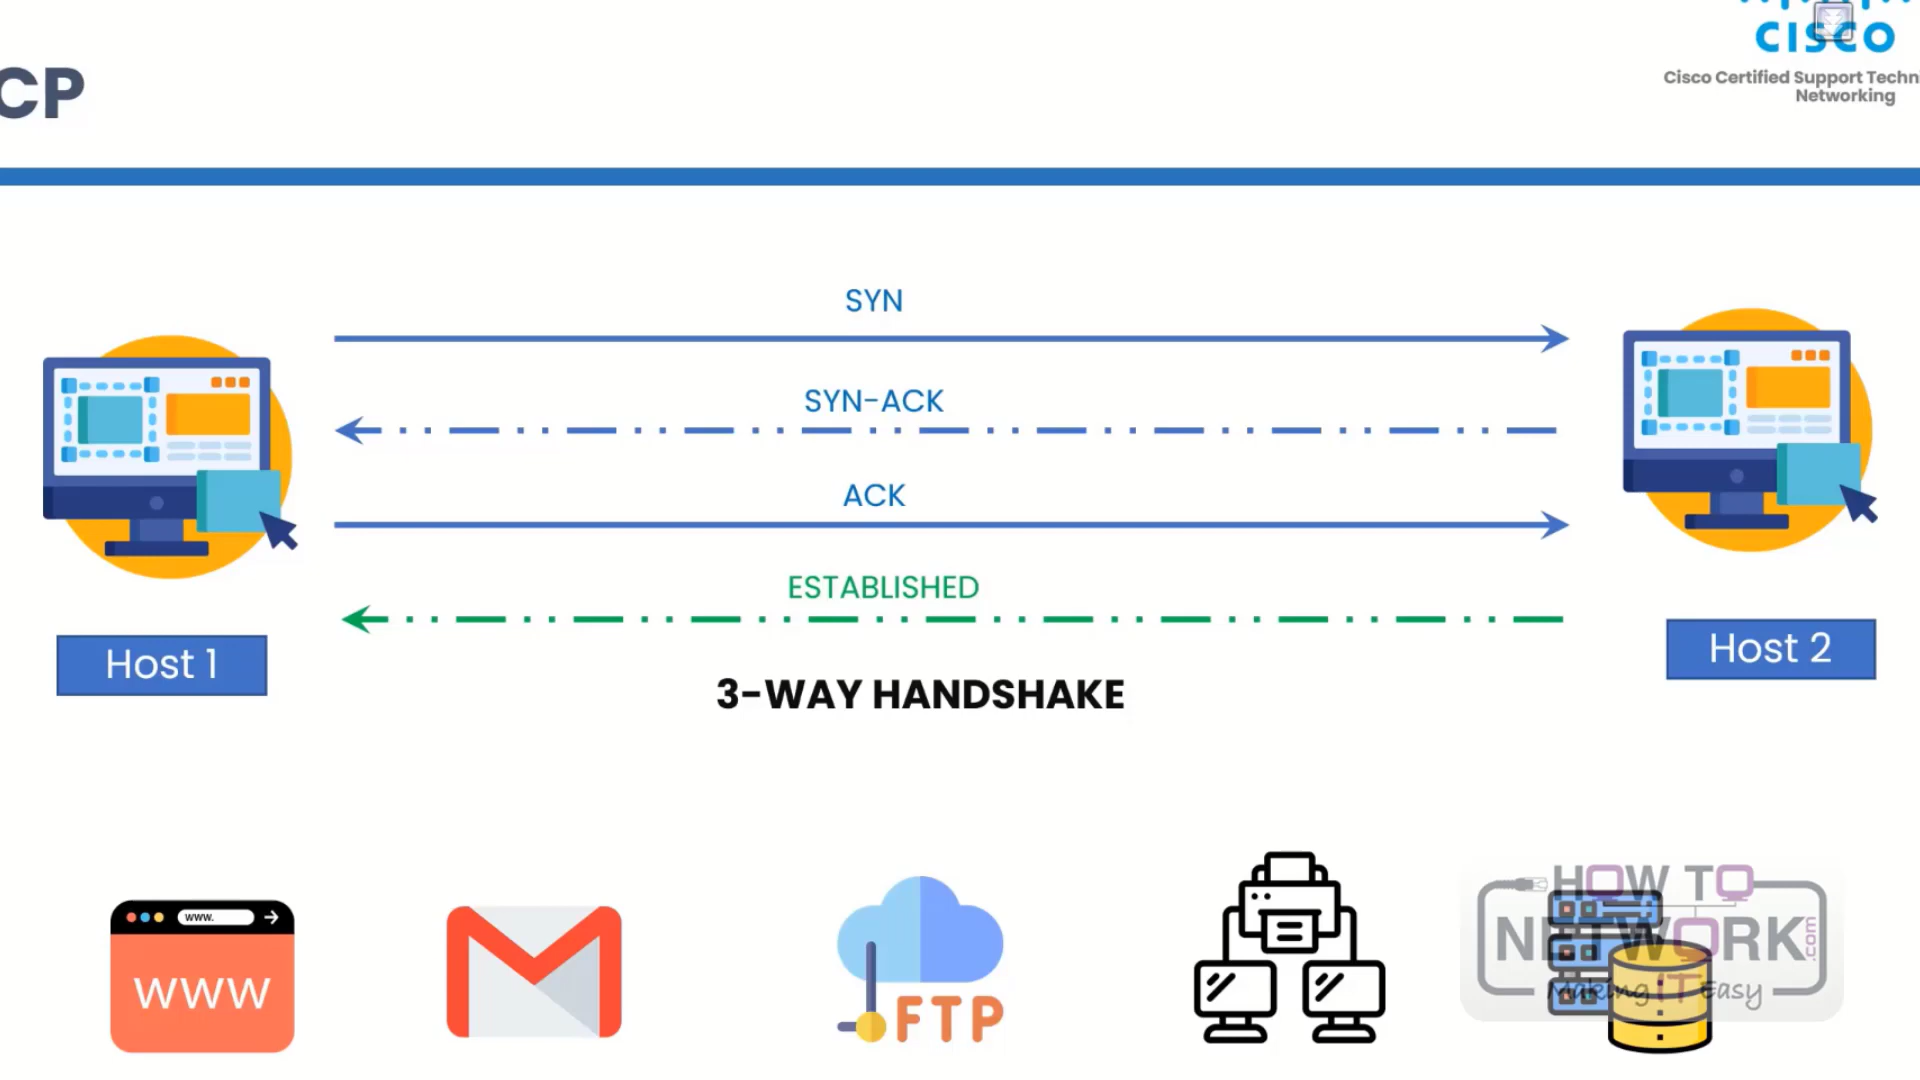 CISCO
CP
Cisco Certified Support Techni
Networking
SYN
SYN-ACK
ACK
ESTABLISHED
Host 1
Host 2
3-WAY HANDSHAKE
www.
WWW
FTP
HOW TO
NETWORK.com
Making IT Easy